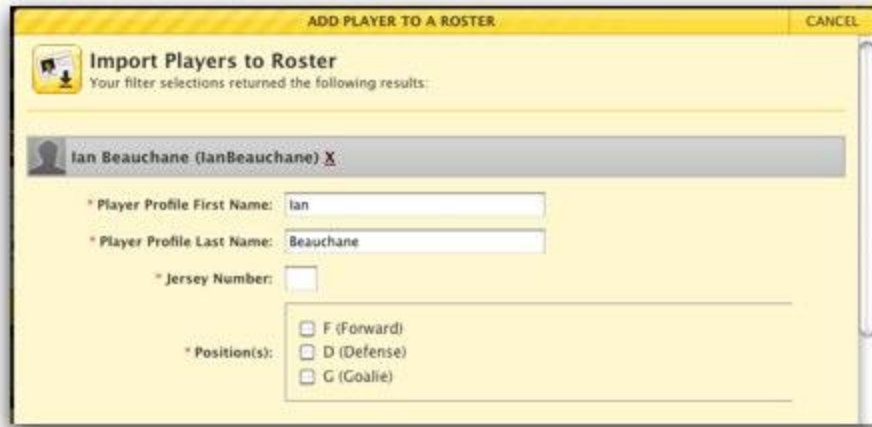 ADD PLAYER TO A ROSTER CANCEL
Import Players to Roster
Your filter selections returned the following results:
Ian Beauchane (IanBeauchane) X
* Player Profile First Name: Ian
* Player Profile Last Name: Beauchane
* Jersey Number:
F (Forward)
* Position(s): D (Defense)
G (Goalie)